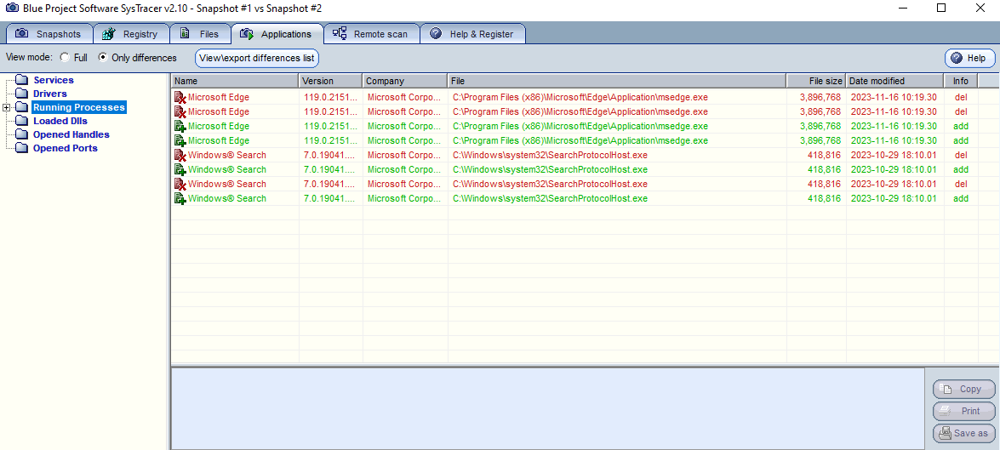 Blue Project Software SysTracer v2.10 - Snapshot #1 vs Snapshot #2
Snapshots Registry Files Applications Remote scan Help & Register
View mode: Full Only differences View\export differences list Help
Services
Drivers
Running Processes
Loaded Dlls
Opened Handles
Opened Ports
Name Version Company File File size Date modified Info
Microsoft Edge 119.0.2151... Microsoft Corpo... C:\Program Files (x86)\Microsoft\Edge\Application\msedge.exe 3,896,768 2023-11-16 10:19.30 del
Microsoft Edge 119.0.2151... Microsoft Corpo... C:\Program Files (x86)\Microsoft\Edge\Application\msedge.exe 3,896,768 2023-11-16 10:19.30 del
Microsoft Edge 119.0.2151... Microsoft Corpo... C:\Program Files (x86)\Microsoft\Edge\Application\msedge.exe 3,896,768 2023-11-16 10:19.30 add
Microsoft Edge 119.0.2151... Microsoft Corpo... C:\Program Files (x86)\Microsoft\Edge\Application\msedge.exe 3,896,768 2023-11-16 10:19.30 add
Windows® Search 7.0.19041.... Microsoft Corpo... C:\Windows\system32\SearchProtocolHost.exe 418,816 2023-10-29 18:10.01 del
Windows® Search 7.0.19041.... Microsoft Corpo... C:\Windows\system32\SearchProtocolHost.exe 418,816 2023-10-29 18:10.01 add
Windows® Search 7.0.19041.... Microsoft Corpo... C:\Windows\system32\SearchProtocolHost.exe 418,816 2023-10-29 18:10.01 del
Windows® Search 7.0.19041.... Microsoft Corpo... C:\Windows\system32\SearchProtocolHost.exe 418,816 2023-10-29 18:10.01 add
Copy
Print
Save as